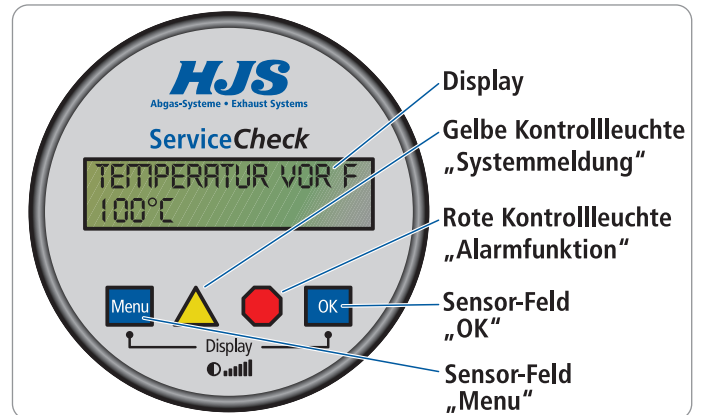 HJS
Abgas-Systeme • Exhaust Systems
ServiceCheck
TEMPERATUR VOR F
100°C
Menu
OK
Display
Display
Gelbe Kontrollleuchte
„Systemmeldung“
Rote Kontrollleuchte
„Alarmfunktion“
Sensor-Feld
„OK“
Sensor-Feld
„Menu“